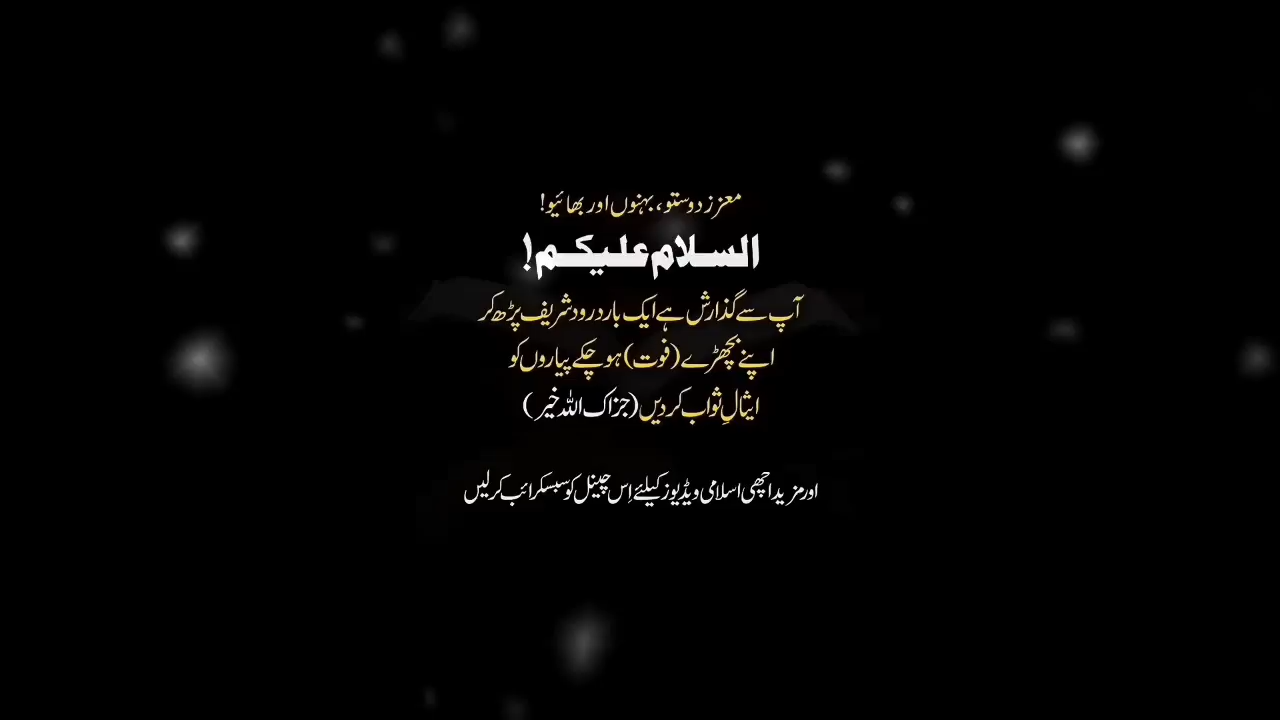 معزز دوستو، بہنوں اور بھائیو!
السلام علیکم!
آپ سے گذارش ہے ایک بار درود شریف پڑھ کر
اپنے بچھڑے (فوت) ہو چکے پیاروں کو
ایثالِ ثواب کر دیں (جزاک اللہ خیر)
اور مزید اچھی اسلامی ویڈیوز کیلئے اِس چینل کو سبسکرائب کر لیں